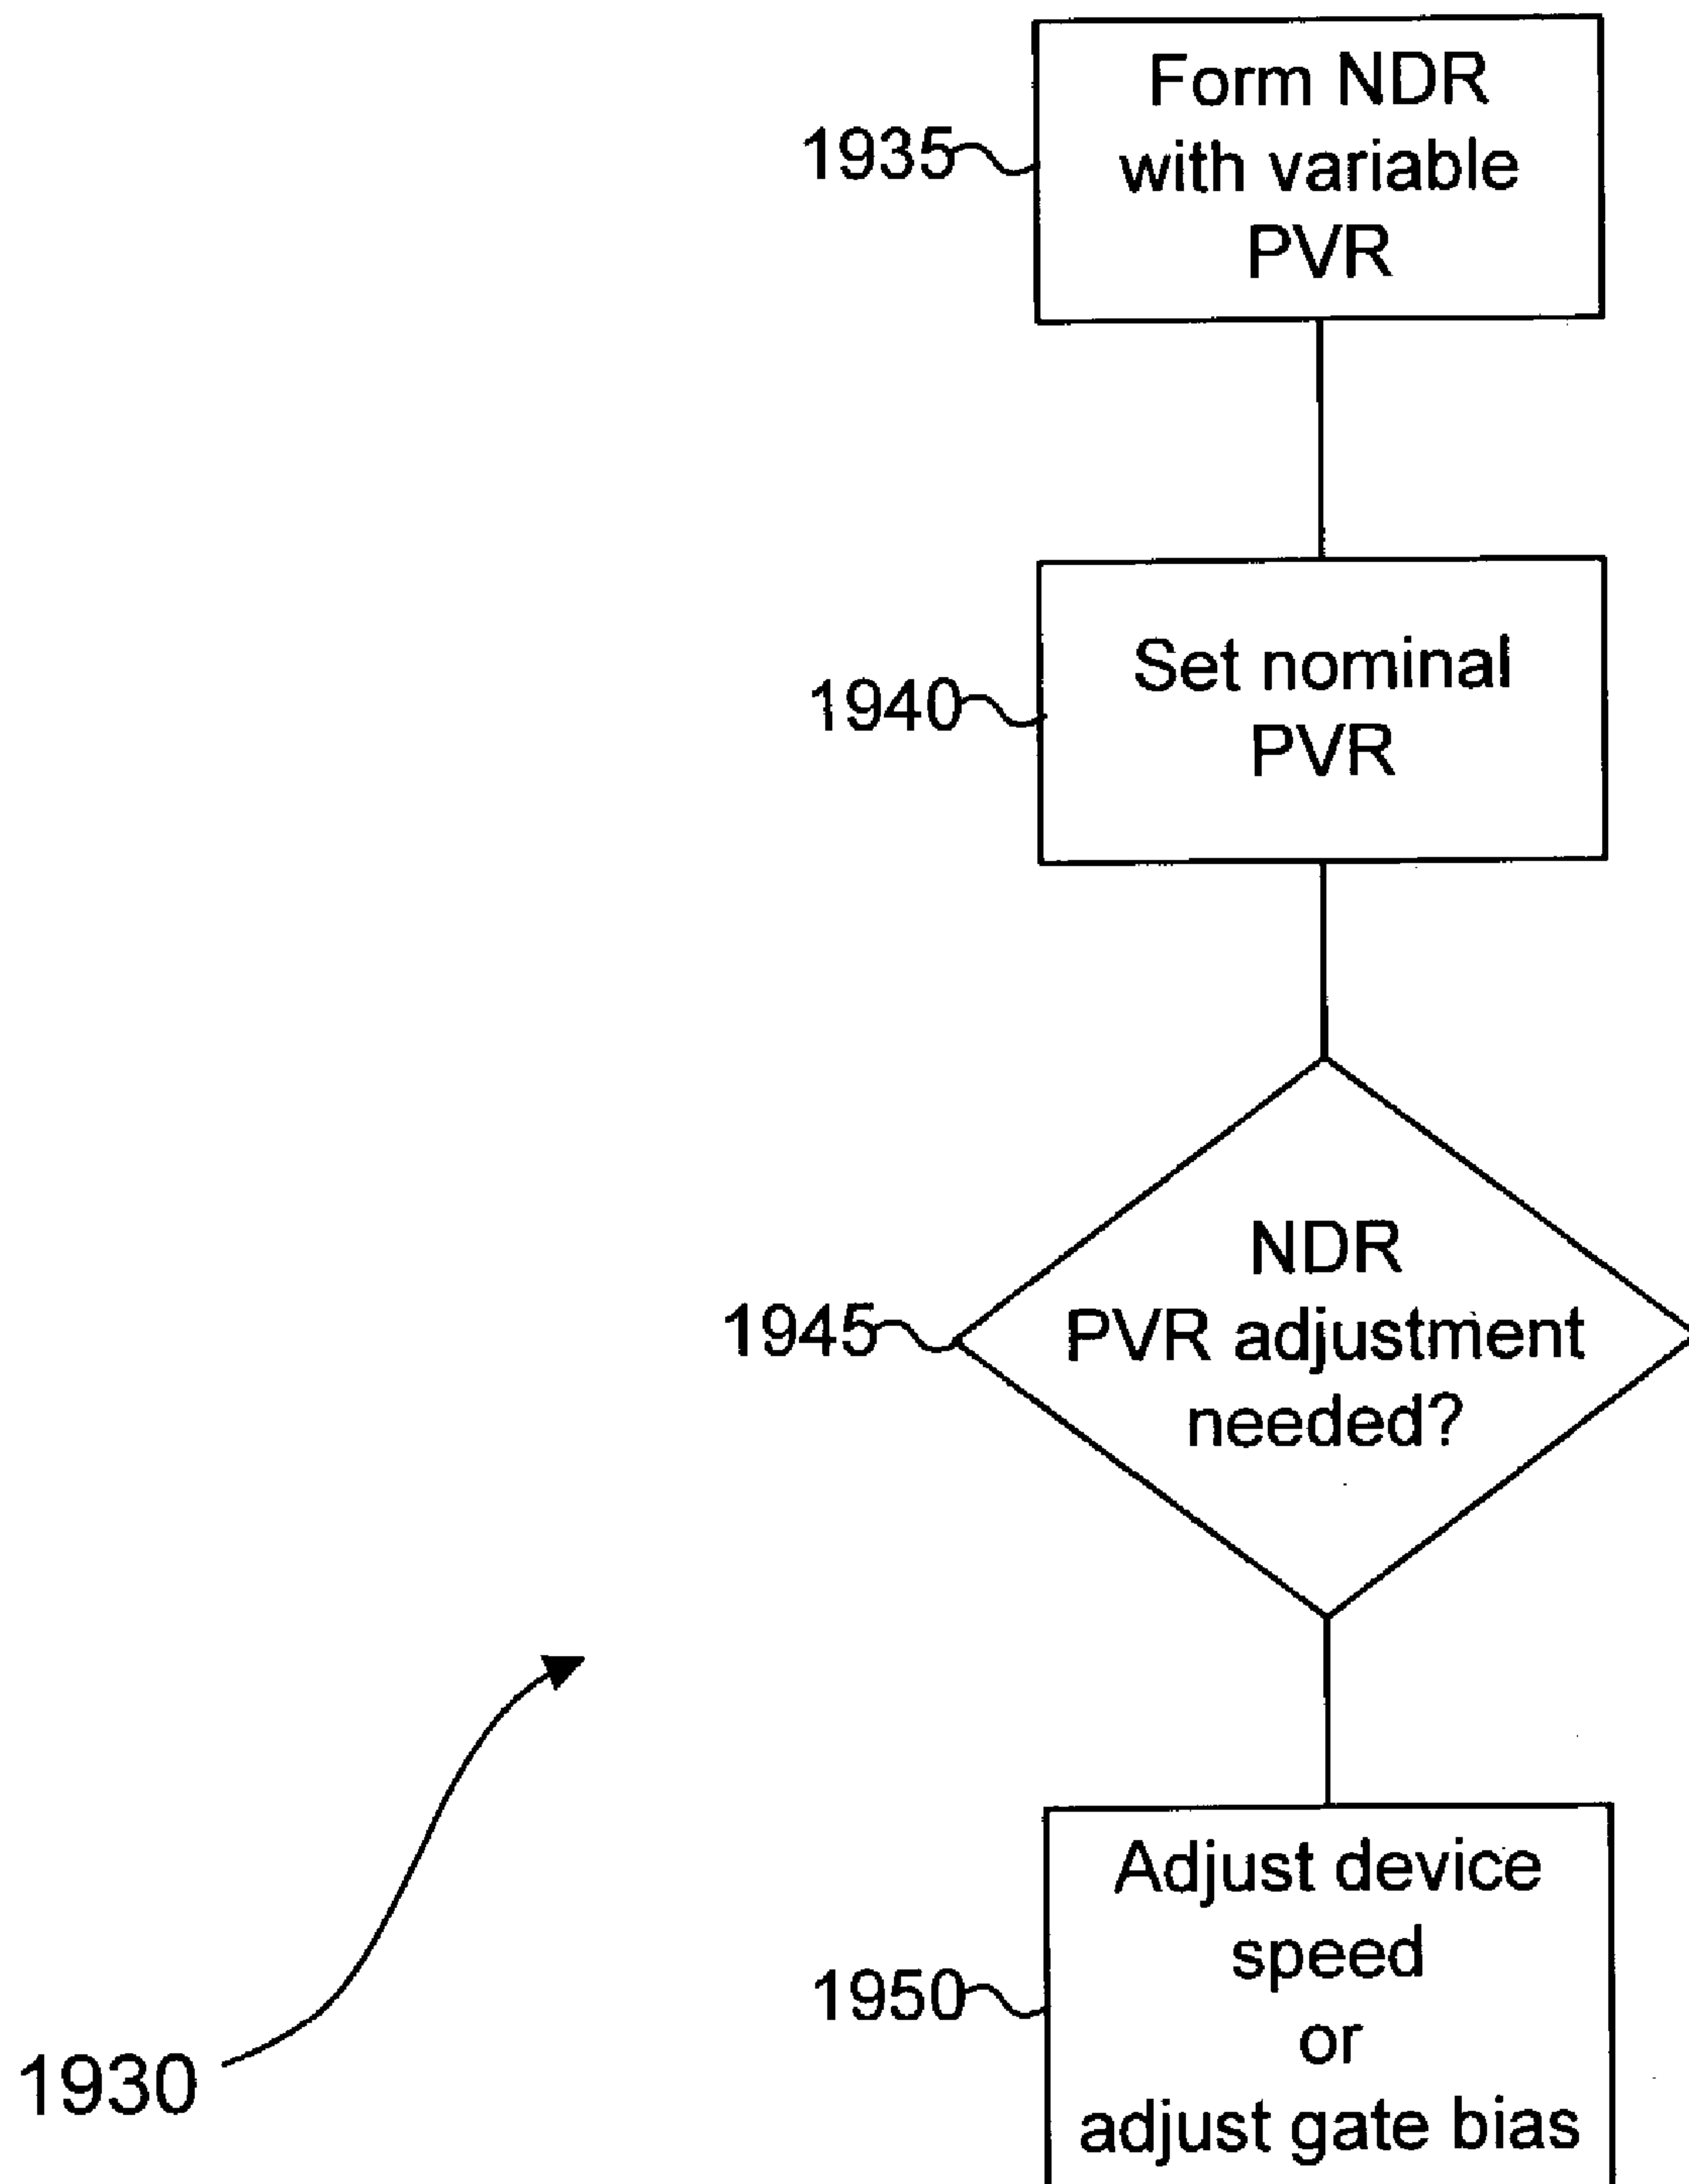 Form NDR
1935 with variable
PVR
Set nominal
1940
PVR
NDR
1945 PVR adjustment
needed?
Adjust device
speed
1950
or
1930
adjust gate bias